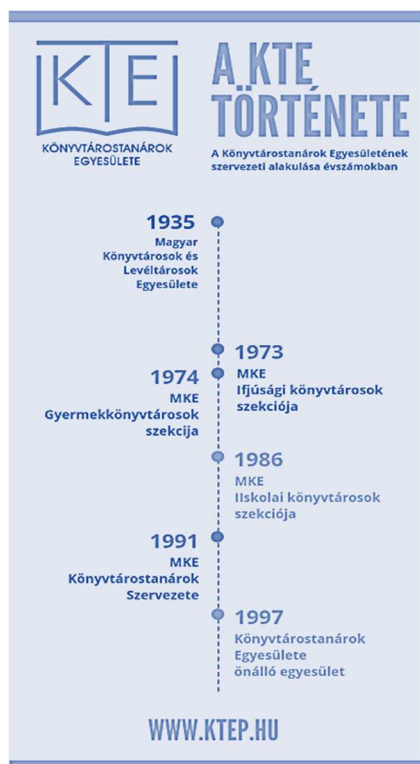 KTE
KÖNYVTÁROSTANÁROK
EGYESÜLETE
A KTE
TÖRTÉNETE
A Könyvtárostanárok Egyesületének
szervezeti alakulása évszámokban
1935
Magyar
Könyvtárosok és
Levéltárosok
Egyesülete
1973
MKE
Ifjúsági könyvtárosok
szekciója
1974
MKE
Gyermekkönyvtárosok
szekcija
1986
MKE
IIskolai könyvtárosok
szekciója
1991
MKE
Könyvtárostanárok
Szervezete
1997
Könyvtárostanárok
Egyesülete
önálló egyesület
WWW.KTEP.HU